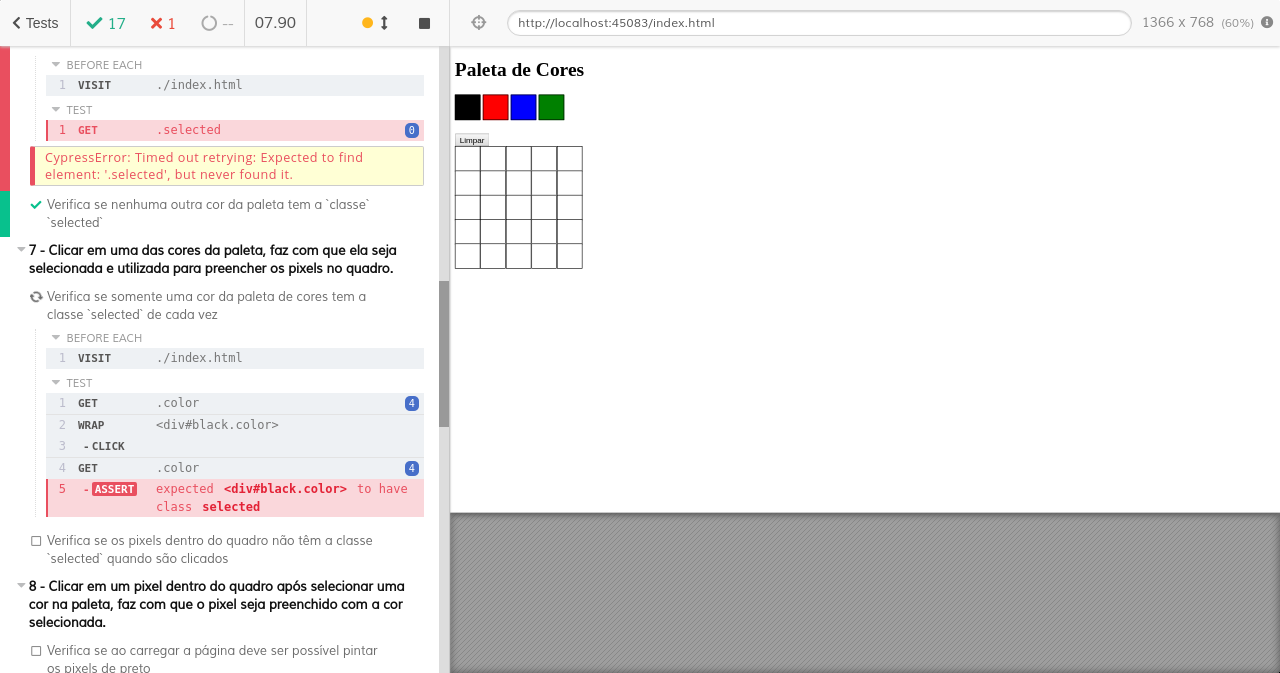 Tests
17
1
--
07.90
http://localhost:45083/index.html
1366 x 768 (60%)
BEFORE EACH
1 VISIT ./index.html
TEST
1 GET .selected 0
CypressError: Timed out retrying: Expected to find
element: '.selected', but never found it.
Verifica se nenhuma outra cor da paleta tem a `classe`
`selected`
7 - Clicar em uma das cores da paleta, faz com que ela seja
selecionada e utilizada para preencher os pixels no quadro.
Verifica se somente uma cor da paleta de cores tem a
classe `selected` de cada vez
BEFORE EACH
1 VISIT ./index.html
TEST
1 GET .color 4
2 WRAP <div#black.color>
3 - CLICK
4 GET .color 4
5 - ASSERT expected <div#black.color> to have
class selected
Verifica se os pixels dentro do quadro não têm a classe
`selected` quando são clicados
8 - Clicar em um pixel dentro do quadro após selecionar uma
cor na paleta, faz com que o pixel seja preenchido com a cor
selecionada.
Verifica se ao carregar a página deve ser possível pintar
os pixels de preto
Paleta de Cores
Limpar